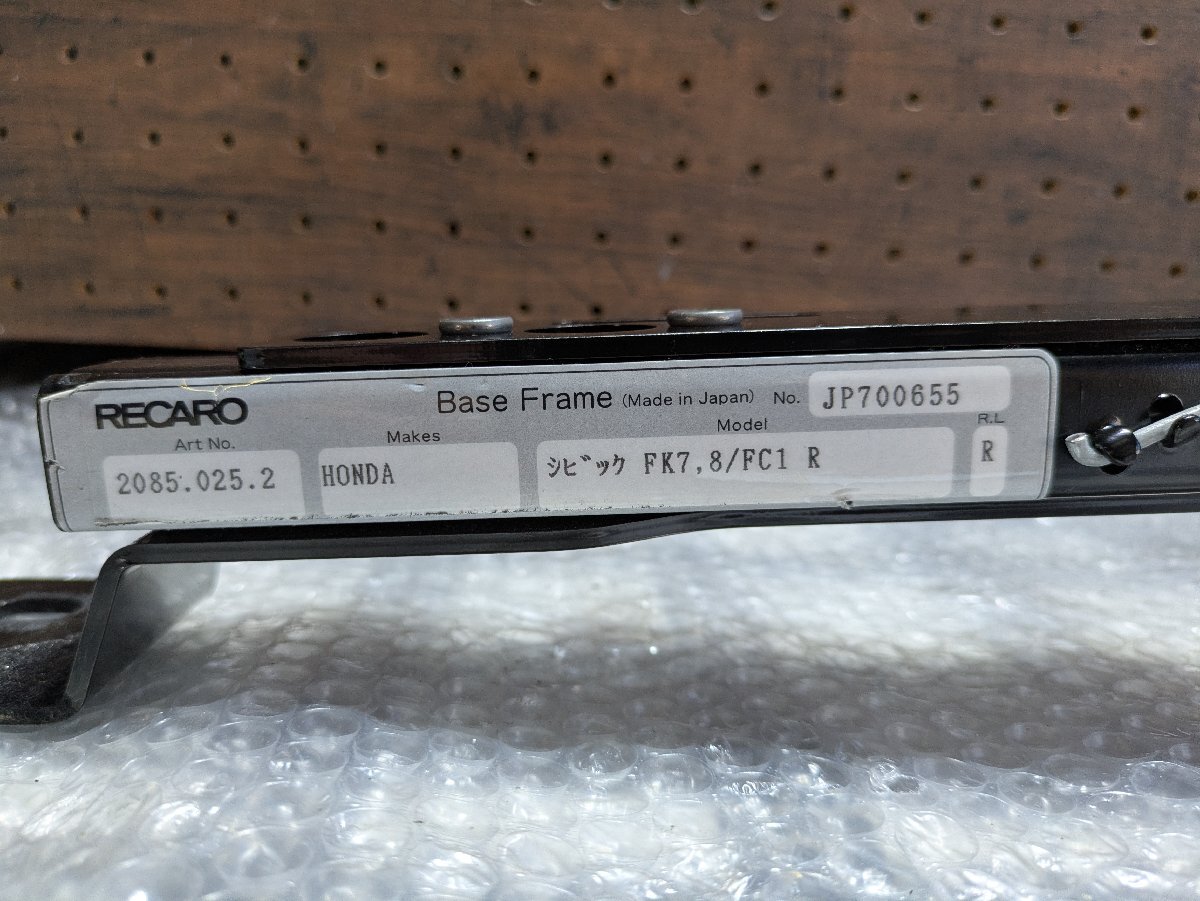 RECARO Base Frame (Made in Japan) No. JP700655
Art No. Makes Model R.L
2085.025.2 HONDA シビック FK7,8/FC1 R R